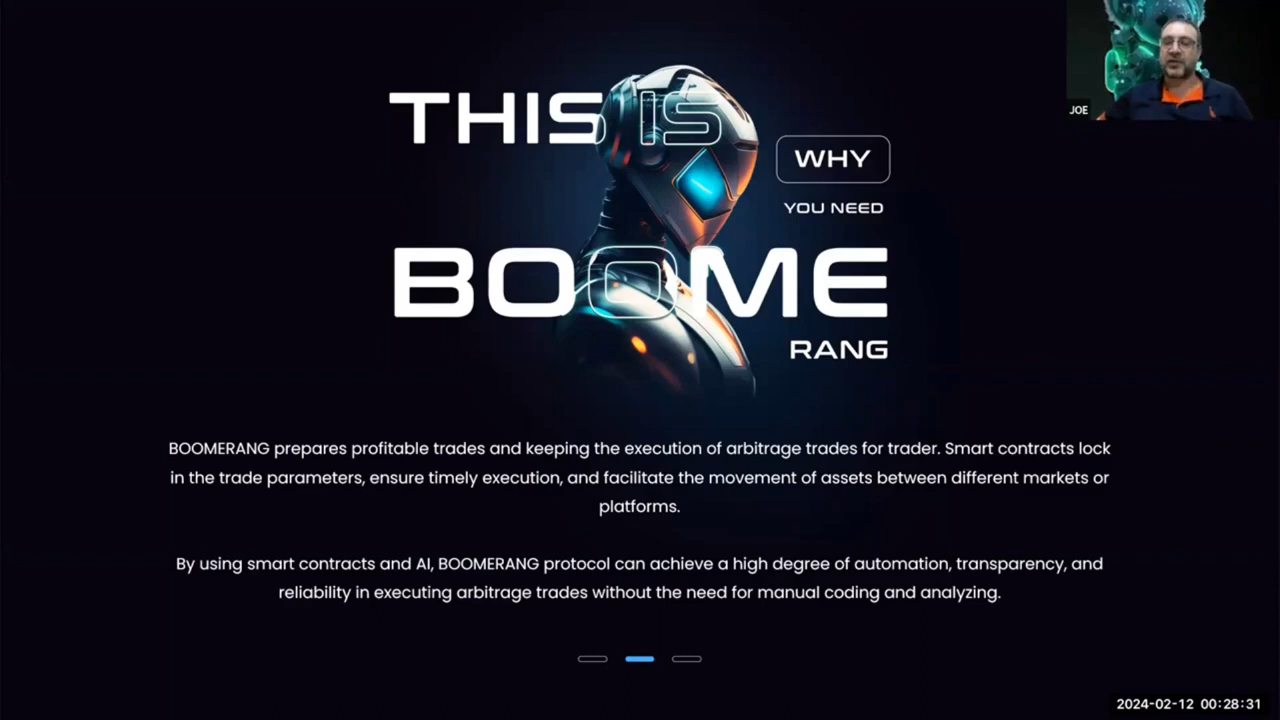 THIS IS
WHY
YOU NEED
BOOME
RANG
JOE
BOOMERANG prepares profitable trades and keeping the execution of arbitrage trades for trader. Smart contracts lock
in the trade parameters, ensure timely execution, and facilitate the movement of assets between different markets or
platforms.
By using smart contracts and AI, BOOMERANG protocol can achieve a high degree of automation, transparency, and
reliability in executing arbitrage trades without the need for manual coding and analyzing.
2024-02-12 00:28:31